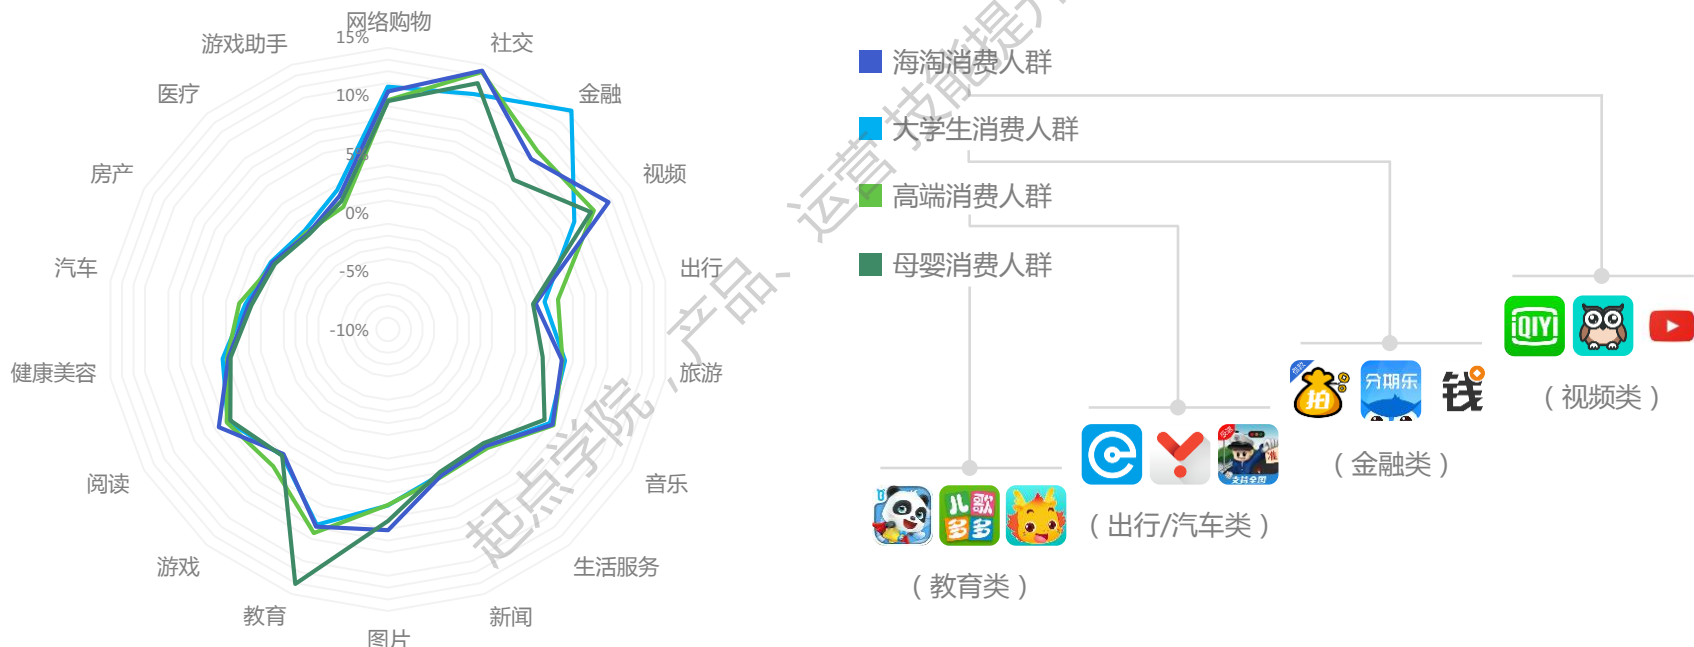 网络购物
社交
金融
视频
出行
旅游
音乐
生活服务
新闻
图片
教育
游戏
阅读
健康美容
汽车
房产
医疗
游戏助手
15%
10%
5%
0%
-5%
-10%
海淘消费人群
大学生消费人群
高端消费人群
母婴消费人群
iQIYI
（视频类）
拍
分期乐
钱
（金融类）
支持全国
（出行/汽车类）
儿歌
多多
（教育类）
起点学院，产品、运营 技能提升